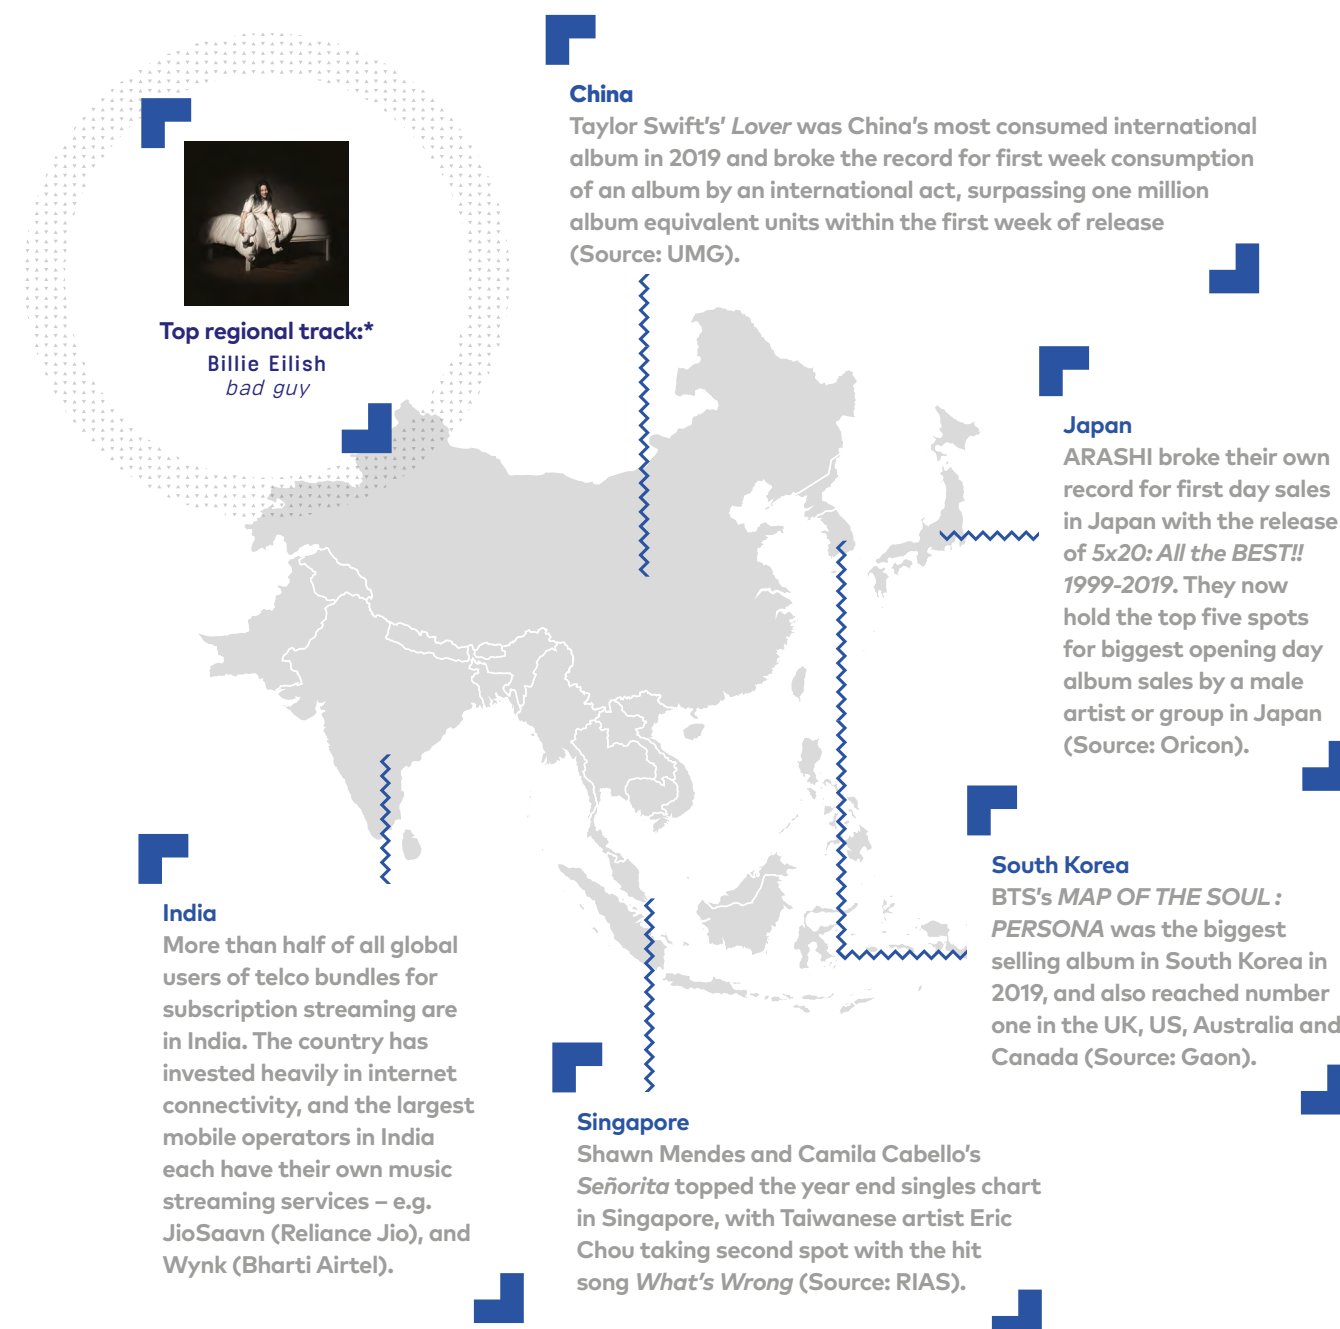 China
Taylor Swift's' Lover was China's most consumed international
album in 2019 and broke the record for first week consumption
of an album by an international act, surpassing one million
album equivalent units within the first week of release
(Source: UMG).
Top regional track:*
Billie Eilish
bad guy
Japan
ARASHI broke their own
record for first day sales
in Japan with the release
of 5x20: All the BEST!!
1999-2019. They now
hold the top five spots
for biggest opening day
album sales by a male
artist or group in Japan
(Source: Oricon).
South Korea
BTS's MAP OF THE SOUL :
PERSONA was the biggest
selling album in South Korea in
2019, and also reached number
one in the UK, US, Australia and
Canada (Source: Gaon).
India
More than half of all global
users of telco bundles for
subscription streaming are
in India. The country has
invested heavily in internet
connectivity, and the largest
mobile operators in India
each have their own music
streaming services – e.g.
JioSaavn (Reliance Jio), and
Wynk (Bharti Airtel).
Singapore
Shawn Mendes and Camila Cabello's
Señorita topped the year end singles chart
in Singapore, with Taiwanese artist Eric
Chou taking second spot with the hit
song What's Wrong (Source: RIAS).